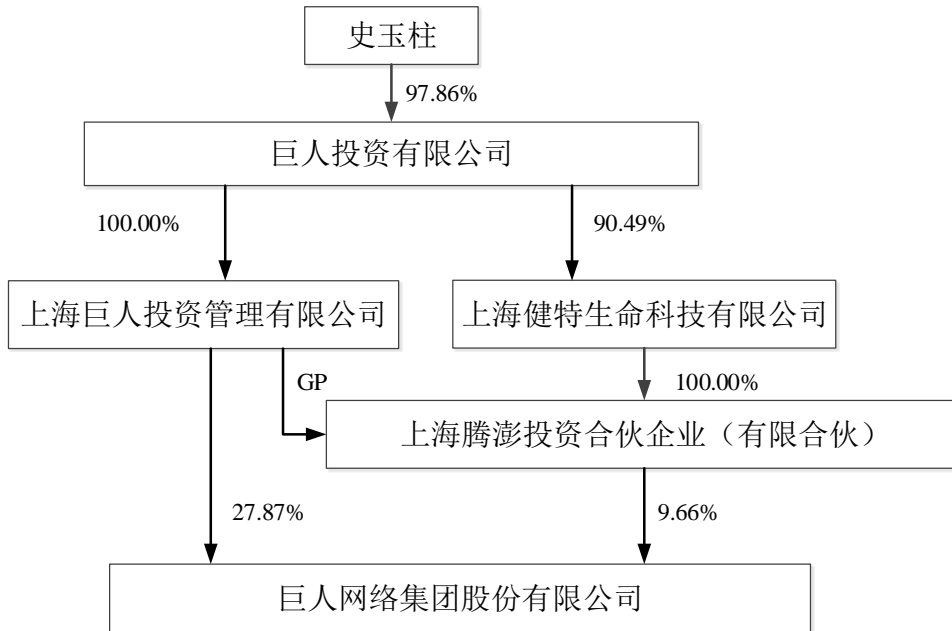 史玉柱
97.86%
巨人投资有限公司
100.00%
90.49%
上海巨人投资管理有限公司
上海健特生命科技有限公司
GP
100.00%
上海腾澎投资合伙企业（有限合伙）
27.87%
9.66%
巨人网络集团股份有限公司